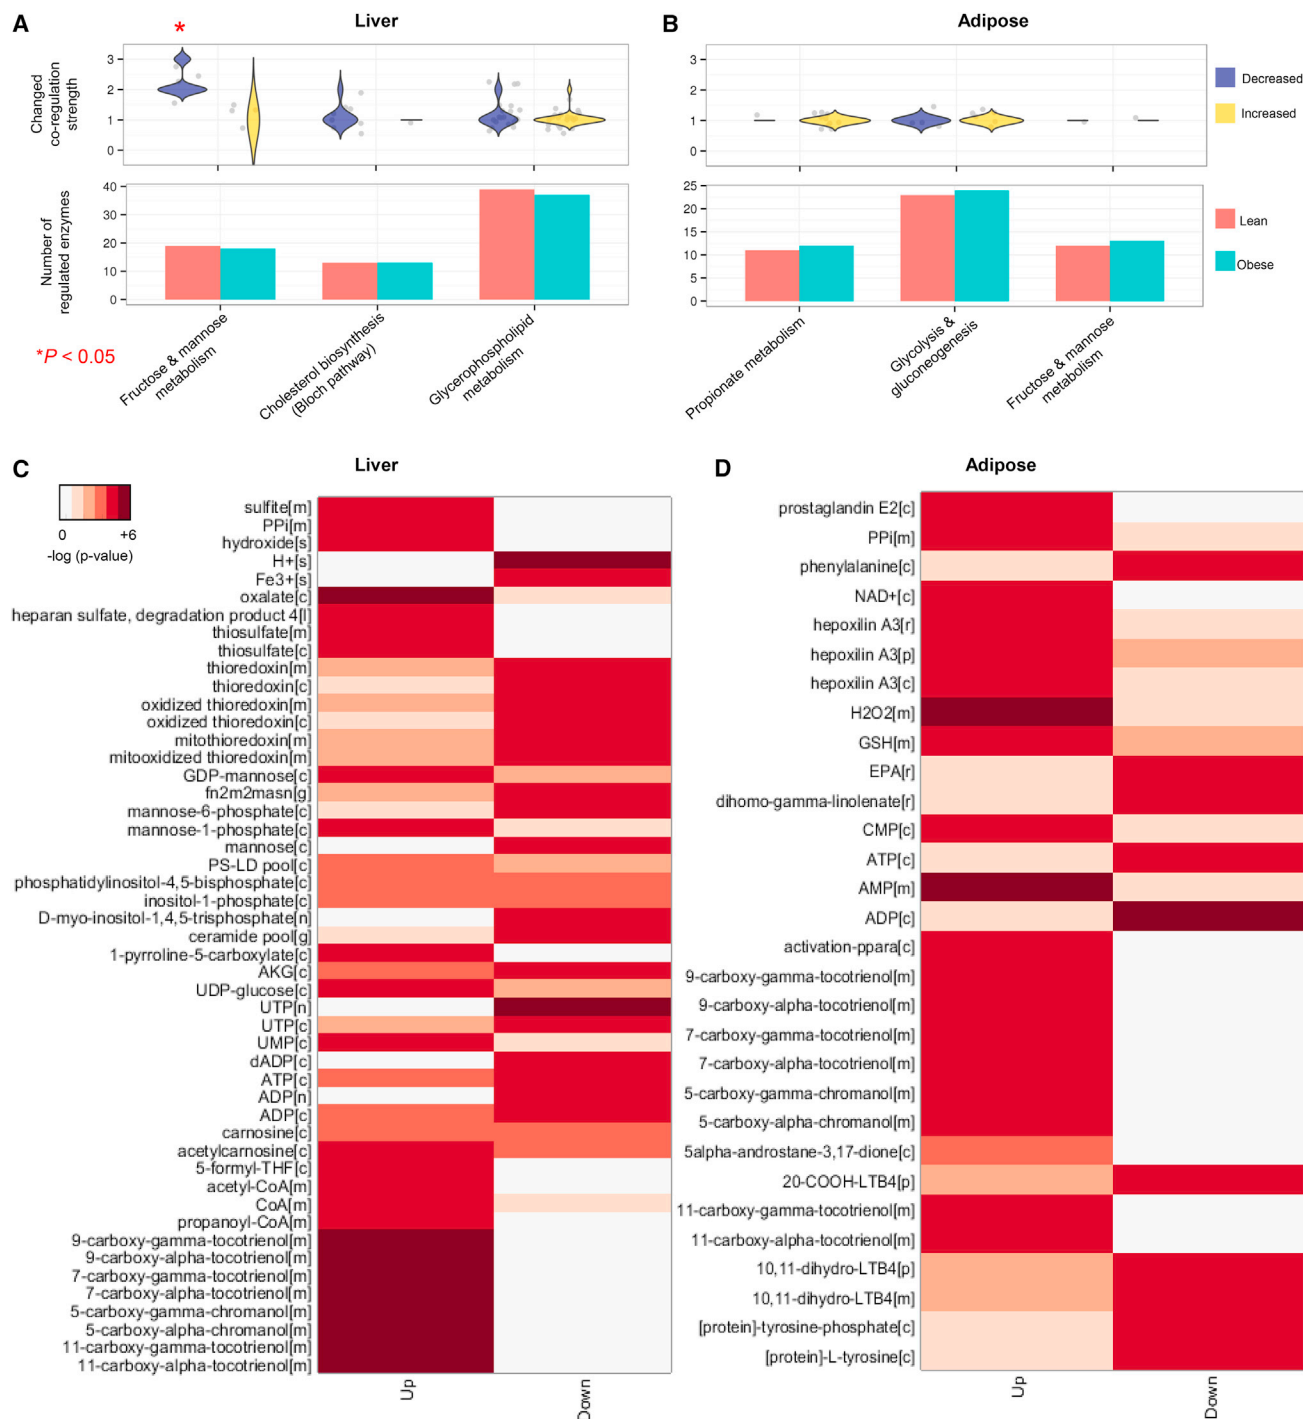 A
Liver
*
Changed
co-regulation
strength
3
2
1
0
Number of
regulated enzymes
40
30
20
10
0
*P < 0.05
Fructose & mannose
metabolism
Cholesterol biosynthesis
(Bloch pathway)
Glycerophospholipid
metabolism
B
Adipose
3
2
1
0
Decreased
Increased
25
20
15
10
5
0
Lean
Obese
Propionate metabolism
Glycolysis &
gluconeogenesis
Fructose & mannose
metabolism
C
Liver
0
+6
-log (p-value)
sulfite[m]
PPi[m]
hydroxide[s]
H+[s]
Fe3+[s]
oxalate[c]
heparan sulfate, degradation product 4[l]
thiosulfate[m]
thiosulfate[c]
thioredoxin[m]
thioredoxin[c]
oxidized thioredoxin[m]
oxidized thioredoxin[c]
mitothioredoxin[m]
mitooxidized thioredoxin[m]
GDP-mannose[c]
fn2m2masn[g]
mannose-6-phosphate[c]
mannose-1-phosphate[c]
mannose[c]
PS-LD pool[c]
phosphatidylinositol-4,5-bisphosphate[c]
inositol-1-phosphate[c]
D-myo-inositol-1,4,5-trisphosphate[n]
ceramide pool[g]
1-pyrroline-5-carboxylate[c]
AKG[c]
UDP-glucose[c]
UTP[n]
UTP[c]
UMP[c]
dADP[c]
ATP[c]
ADP[n]
ADP[c]
carnosine[c]
acetylcarnosine[c]
5-formyl-THF[c]
acetyl-CoA[m]
CoA[m]
propanoyl-CoA[m]
9-carboxy-gamma-tocotrienol[m]
9-carboxy-alpha-tocotrienol[m]
7-carboxy-gamma-tocotrienol[m]
7-carboxy-alpha-tocotrienol[m]
5-carboxy-gamma-chromanol[m]
5-carboxy-alpha-chromanol[m]
11-carboxy-gamma-tocotrienol[m]
11-carboxy-alpha-tocotrienol[m]
Up
Down
D
Adipose
prostaglandin E2[c]
PPi[m]
phenylalanine[c]
NAD+[c]
hepoxilin A3[r]
hepoxilin A3[p]
hepoxilin A3[c]
H2O2[m]
GSH[m]
EPA[r]
dihomo-gamma-linolenate[r]
CMP[c]
ATP[c]
AMP[m]
ADP[c]
activation-ppara[c]
9-carboxy-gamma-tocotrienol[m]
9-carboxy-alpha-tocotrienol[m]
7-carboxy-gamma-tocotrienol[m]
7-carboxy-alpha-tocotrienol[m]
5-carboxy-gamma-chromanol[m]
5-carboxy-alpha-chromanol[m]
5alpha-androstane-3,17-dione[c]
20-COOH-LTB4[p]
11-carboxy-gamma-tocotrienol[m]
11-carboxy-alpha-tocotrienol[m]
10,11-dihydro-LTB4[p]
10,11-dihydro-LTB4[m]
[protein]-tyrosine-phosphate[c]
[protein]-L-tyrosine[c]
Up
Down